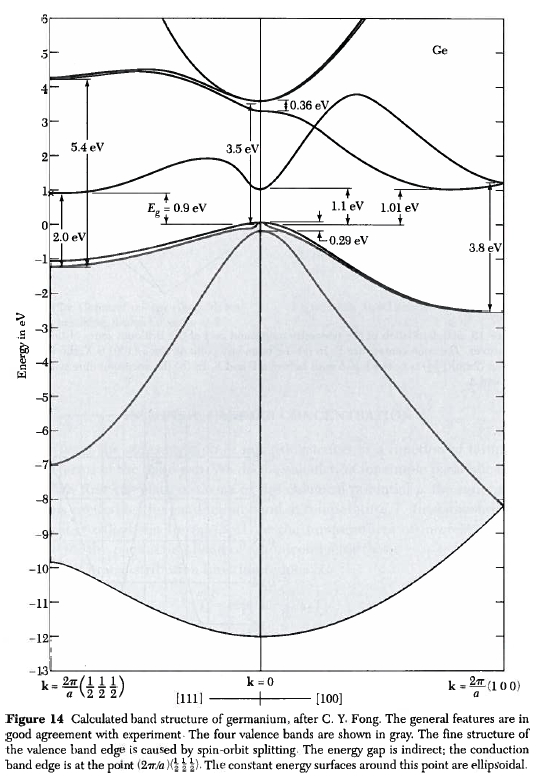 6
5
4
3
2
1
0
-1
-2
-3
-4
-5
-6
-7
-8
-9
-10
-11
-12
-13
Energy in eV
Ge
0.36 eV
5.4 eV
3.5 eV
E_g = 0.9 eV
1.1 eV
1.01 eV
2.0 eV
0.29 eV
3.8 eV
k = 2π/a (½ ½ ½)
k = 0
k = 2π/a (1 0 0)
[111]
[100]
Figure 14 Calculated band structure of germanium, after C. Y. Fong. The general features are in
good agreement with experiment. The four valence bands are shown in gray. The fine structure of
the valence band edge is caused by spin-orbit splitting. The energy gap is indirect; the conduction
band edge is at the point (2π/a)(½ ½ ½). The constant energy surfaces around this point are ellipsoidal.